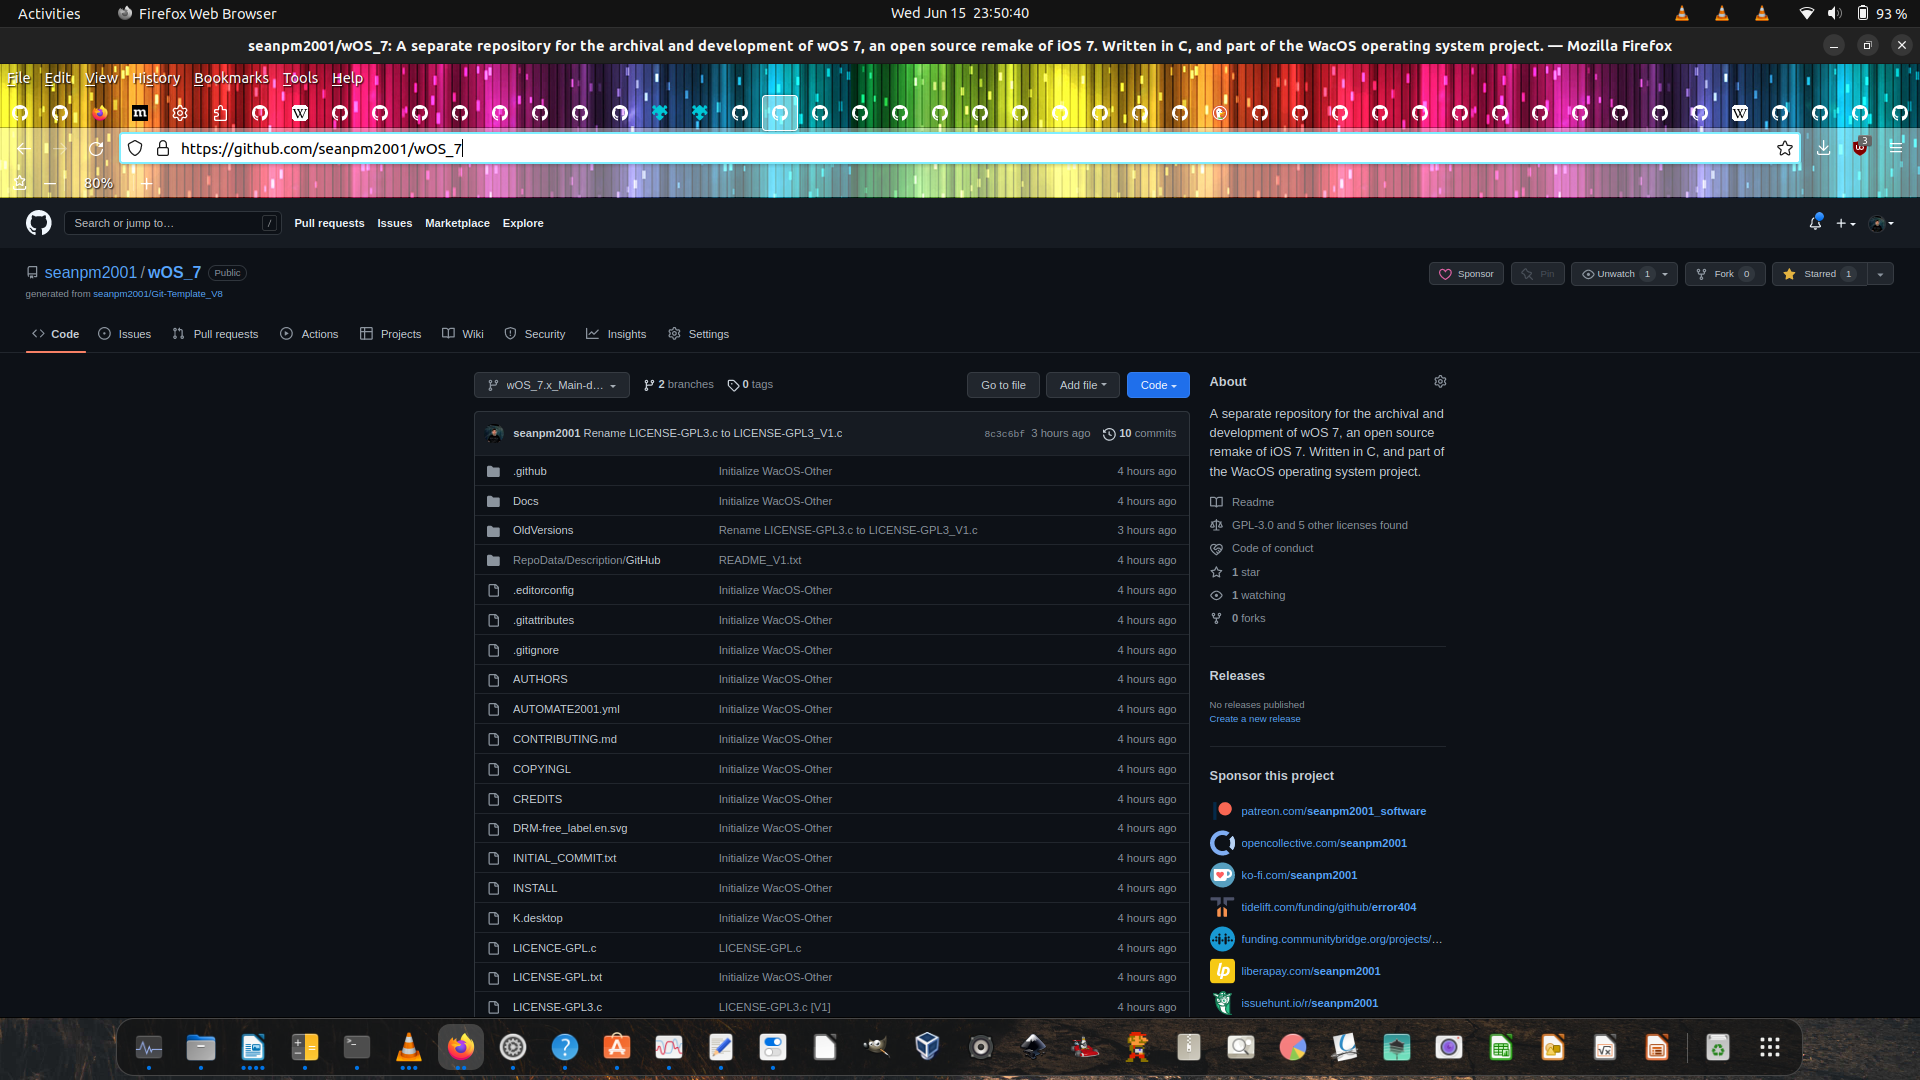 Activities Firefox Web Browser Wed Jun 15 23:50:40 93 %
seanpm2001/wOS_7: A separate repository for the archival and development of wOS 7, an open source remake of iOS 7. Written in C, and part of the WacOS operating system project. — Mozilla Firefox
File Edit View History Bookmarks Tools Help
https://github.com/seanpm2001/wOS_7 3
80%
Search or jump to… / Pull requests Issues Marketplace Explore
seanpm2001 / wOS_7 Public Sponsor Pin Unwatch 1 Fork 0 Starred 1
generated from seanpm2001/Git-Template_V8
Code Issues Pull requests Actions Projects Wiki Security Insights Settings
wOS_7.x_Main-d… 2 branches 0 tags Go to file Add file Code
seanpm2001 Rename LICENSE-GPL3.c to LICENSE-GPL3_V1.c 8c3c6bf 3 hours ago 10 commits
.github Initialize WacOS-Other 4 hours ago
Docs Initialize WacOS-Other 4 hours ago
OldVersions Rename LICENSE-GPL3.c to LICENSE-GPL3_V1.c 3 hours ago
RepoData/Description/GitHub README_V1.txt 4 hours ago
.editorconfig Initialize WacOS-Other 4 hours ago
.gitattributes Initialize WacOS-Other 4 hours ago
.gitignore Initialize WacOS-Other 4 hours ago
AUTHORS Initialize WacOS-Other 4 hours ago
AUTOMATE2001.yml Initialize WacOS-Other 4 hours ago
CONTRIBUTING.md Initialize WacOS-Other 4 hours ago
COPYINGL Initialize WacOS-Other 4 hours ago
CREDITS Initialize WacOS-Other 4 hours ago
DRM-free_label.en.svg Initialize WacOS-Other 4 hours ago
INITIAL_COMMIT.txt Initialize WacOS-Other 4 hours ago
INSTALL Initialize WacOS-Other 4 hours ago
K.desktop Initialize WacOS-Other 4 hours ago
LICENCE-GPL.c LICENSE-GPL.c 4 hours ago
LICENSE-GPL.txt Initialize WacOS-Other 4 hours ago
LICENSE-GPL3.c LICENSE-GPL3.c [V1] 4 hours ago
About
A separate repository for the archival and
development of wOS 7, an open source
remake of iOS 7. Written in C, and part of
the WacOS operating system project.
Readme
GPL-3.0 and 5 other licenses found
Code of conduct
1 star
1 watching
0 forks
Releases
No releases published
Create a new release
Sponsor this project
patreon.com/seanpm2001_software
opencollective.com/seanpm2001
ko-fi.com/seanpm2001
tidelift.com/funding/github/error404
funding.communitybridge.org/projects/…
liberapay.com/seanpm2001
issuehunt.io/r/seanpm2001